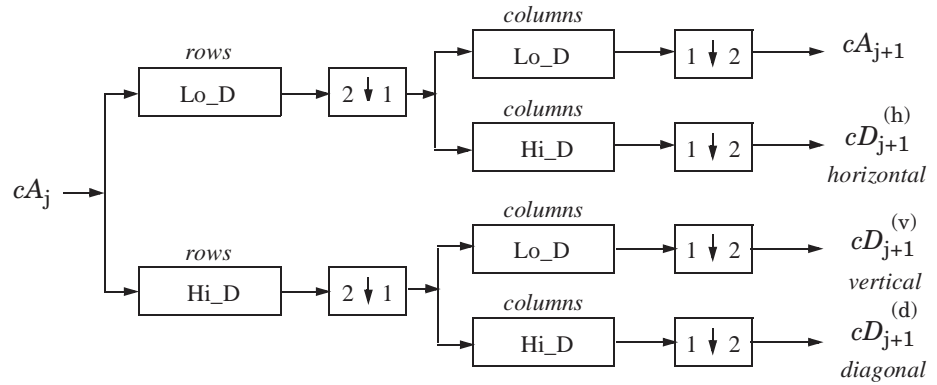 columns
rows
Lo_D
1 ↓ 2
cA_{j+1}
Lo_D
2 ↓ 1
columns
Hi_D
1 ↓ 2
cD_{j+1}^{(h)}
horizontal
cA_j
columns
rows
Lo_D
1 ↓ 2
cD_{j+1}^{(v)}
vertical
Hi_D
2 ↓ 1
columns
Hi_D
1 ↓ 2
cD_{j+1}^{(d)}
diagonal